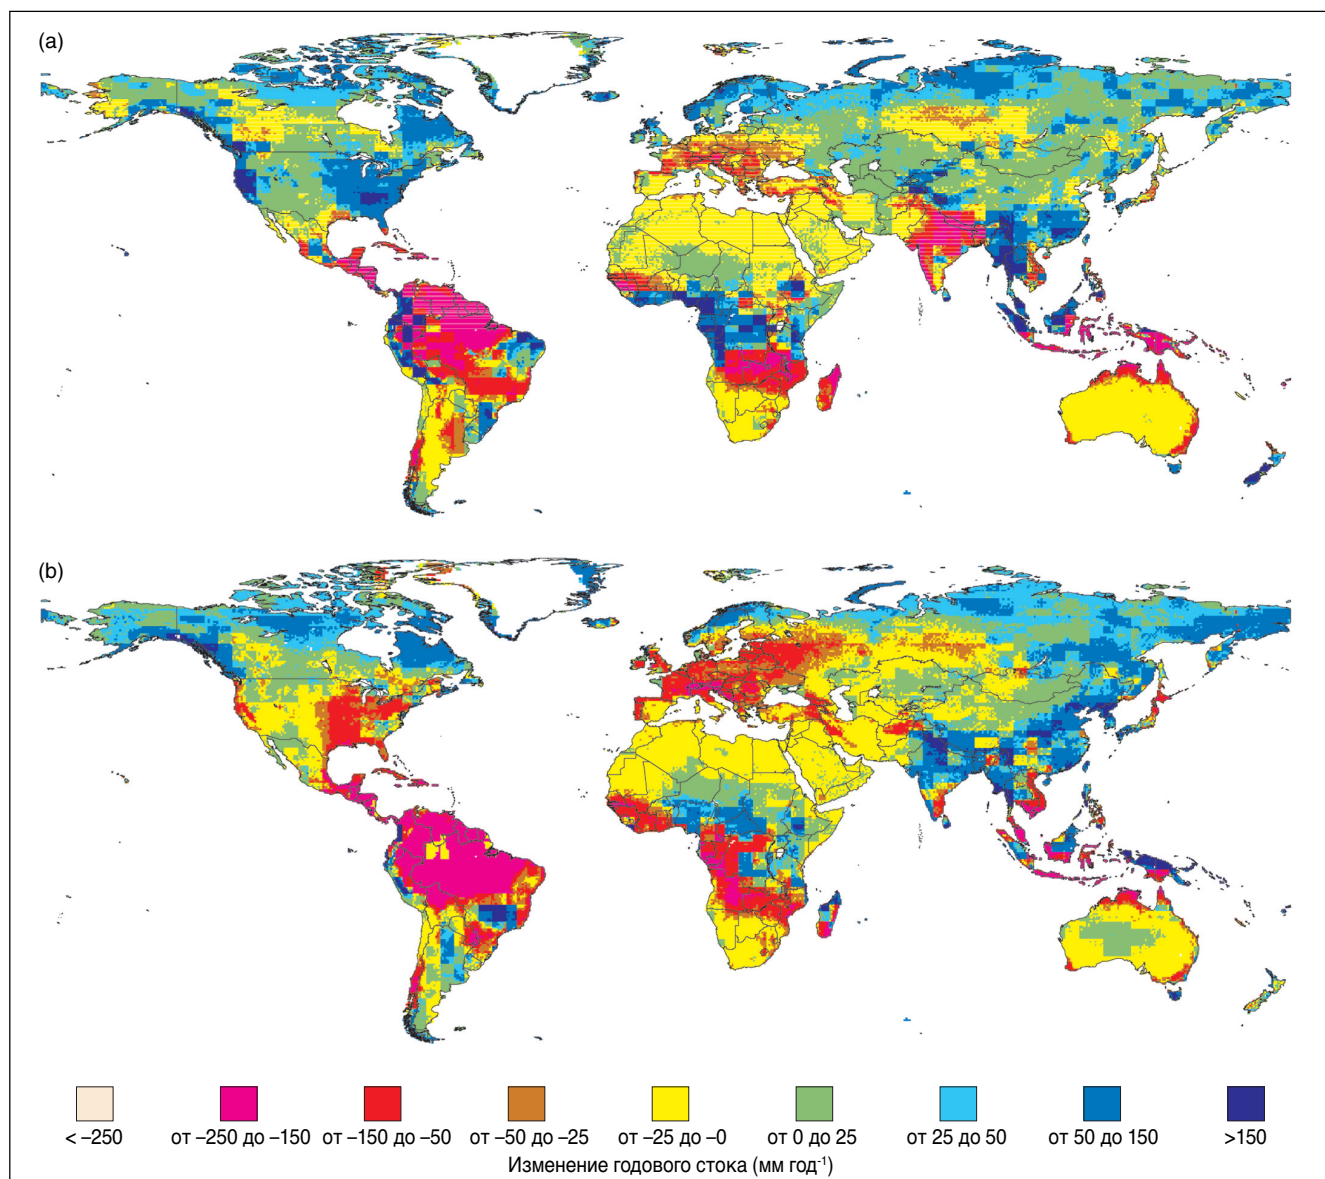 (a)
(b)
< –250
от –250 до –150
от –150 до –50
от –50 до –25
от –25 до –0
от 0 до 25
от 25 до 50
от 50 до 150
>150
Изменение годового стока (мм год⁻¹)